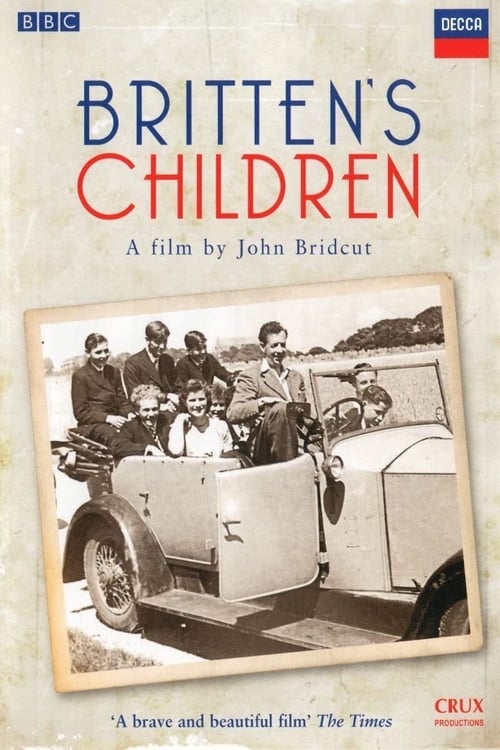 BBC
DECCA
BRITTEN'S
CHILDREN
A film by John Bridcut
'A brave and beautiful film' The Times
CRUX
PRODUCTIONS